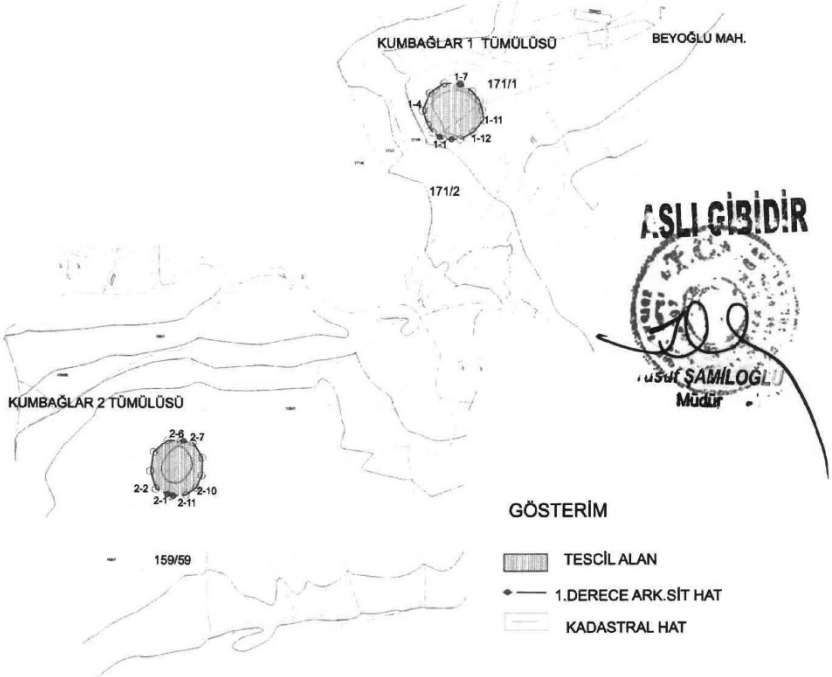 KUMBAĞLAR 1 TÜMÜLÜSÜ
BEYOĞLU MAH.
1-7
171/1
1-4
1-11
1-12
1-1
171/2
ASLI GİBİDİR
T.C.
Yusuf ŞAMİLOĞLU
Müdür
KUMBAĞLAR 2 TÜMÜLÜSÜ
2-6 2-7
2-2
2-10
2-1 2-11
159/59
GÖSTERİM
TESCİL ALAN
1.DERECE ARK.SİT HAT
KADASTRAL HAT